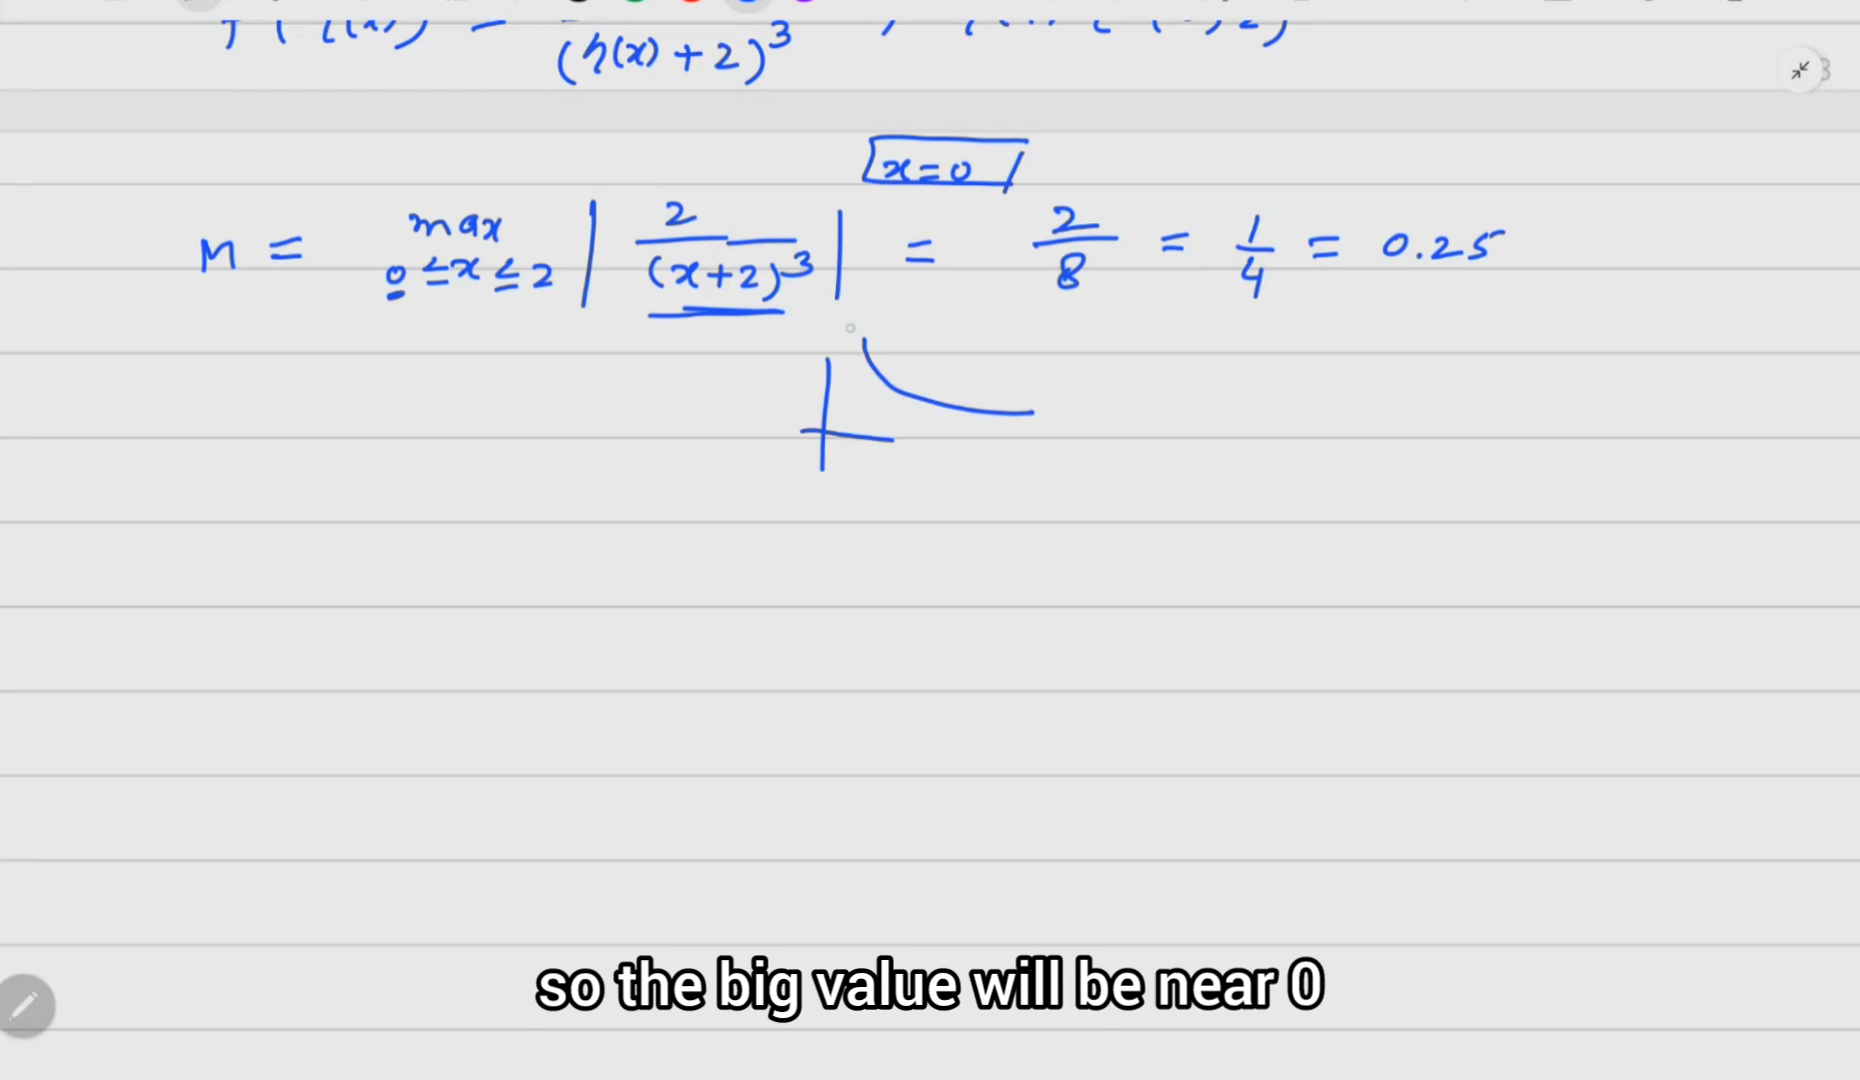 (η(x) + 2)³
x=0
M = max 0≤x≤2 | 2/(x+2)³ | = 2/8 = 1/4 = 0.25
so the big value will be near 0